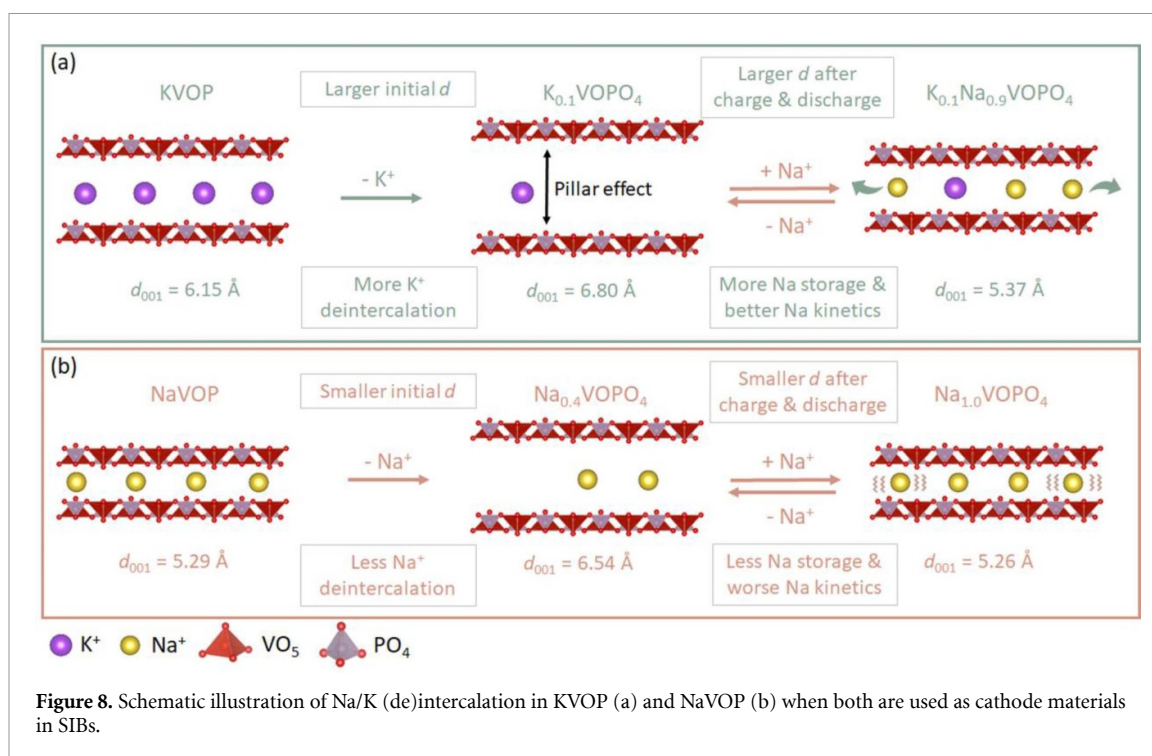 (a)
KVOP
Larger initial d
K0.1VOPO4
Larger d after
charge & discharge
K0.1Na0.9VOPO4
- K+
Pillar effect
+ Na+
- Na+
d001 = 6.15 Å
More K+
deintercalation
d001 = 6.80 Å
More Na storage &
better Na kinetics
d001 = 5.37 Å
(b)
NaVOP
Smaller initial d
Na0.4VOPO4
Smaller d after
charge & discharge
Na1.0VOPO4
- Na+
+ Na+
- Na+
d001 = 5.29 Å
Less Na+
deintercalation
d001 = 6.54 Å
Less Na storage &
worse Na kinetics
d001 = 5.26 Å
K+ Na+ VO5 PO4
Figure 8. Schematic illustration of Na/K (de)intercalation in KVOP (a) and NaVOP (b) when both are used as cathode materials
in SIBs.